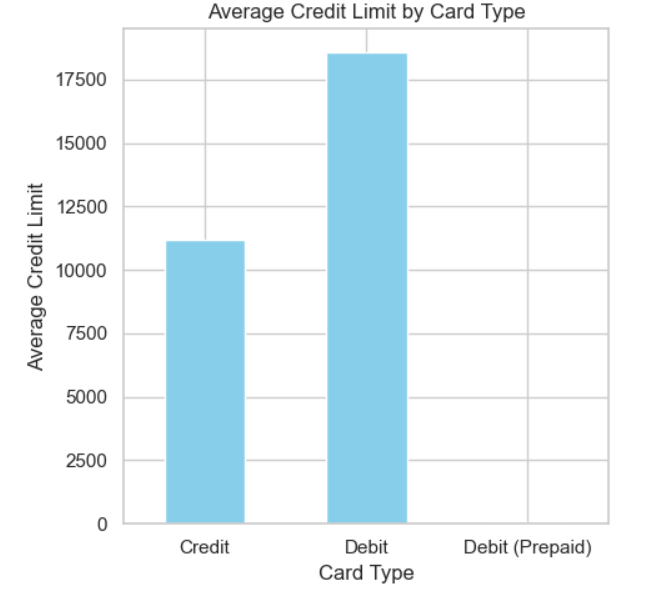 Average Credit Limit by Card Type
Average Credit Limit
17500
15000
12500
10000
7500
5000
2500
0
Credit
Debit
Debit (Prepaid)
Card Type